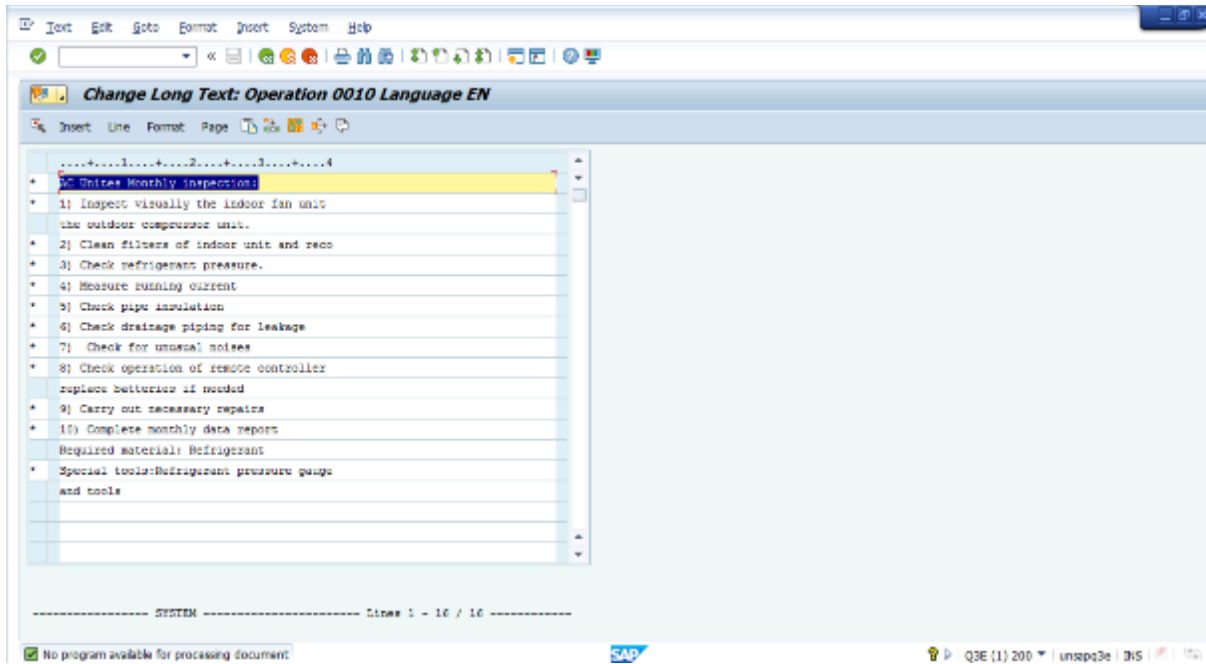 Text Edit Goto Format Insert System Help
Change Long Text: Operation 0010 Language EN
Insert Line Format Page
....+....1....+....2....+....3....+....4
* AC Unites Monthly inspection:
* 1) Inspect visually the indoor fan unit
the outdoor compressor unit.
* 2) Clean filters of indoor unit and reco
* 3) Check refrigerant pressure.
* 4) Measure running current
* 5) Check pipe insulation
* 6) Check drainage piping for leakage
* 7) Check for unusual noises
* 8) Check operation of remote controller
replace batteries if needed
* 9) Carry out necessary repairs
* 10) Complete monthly data report
Required material: Refrigerant
* Special tools:Refrigerant pressure gauge
and tools
------------------ SYSTEM ------------------------- Lines 1 - 16 / 16 -------------
No program available for processing document
SAP
Q3E (1) 200 unsapq3e INS